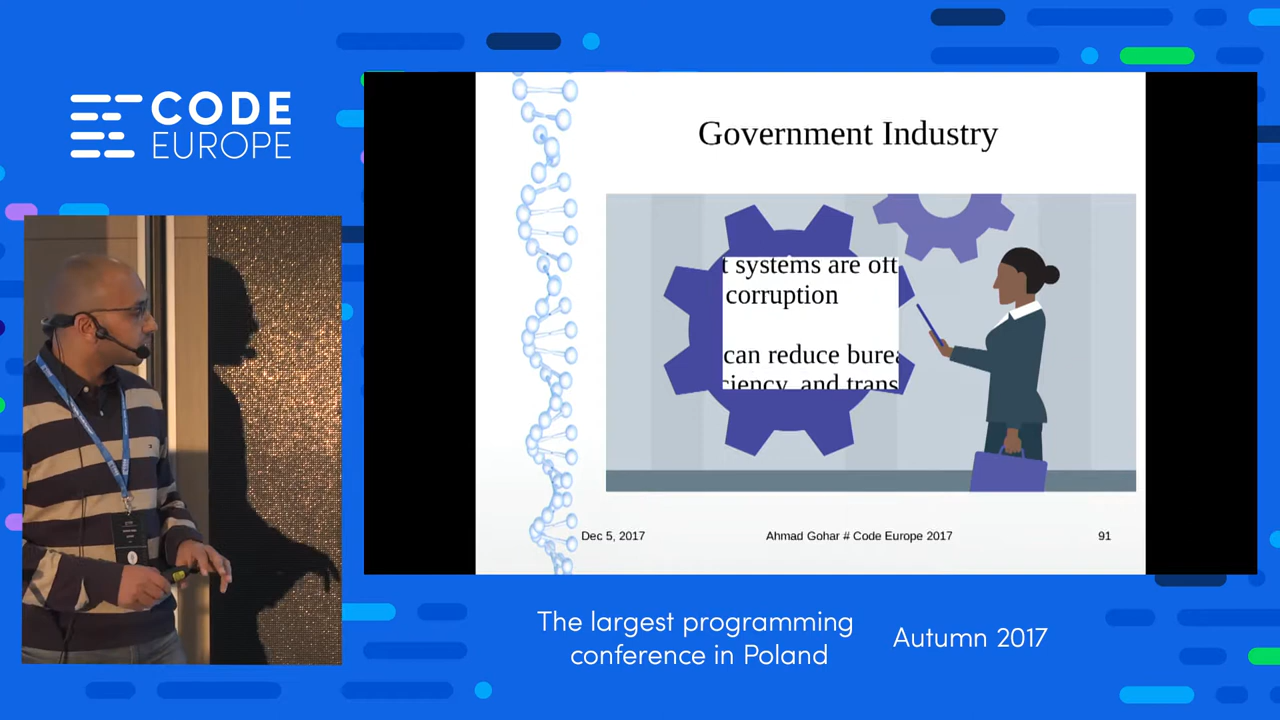 CODE
EUROPE
Government Industry
t systems are oft
corruption
can reduce burea
ciency, and trans
Dec 5, 2017
Ahmad Gohar # Code Europe 2017
91
The largest programming
conference in Poland
Autumn 2017